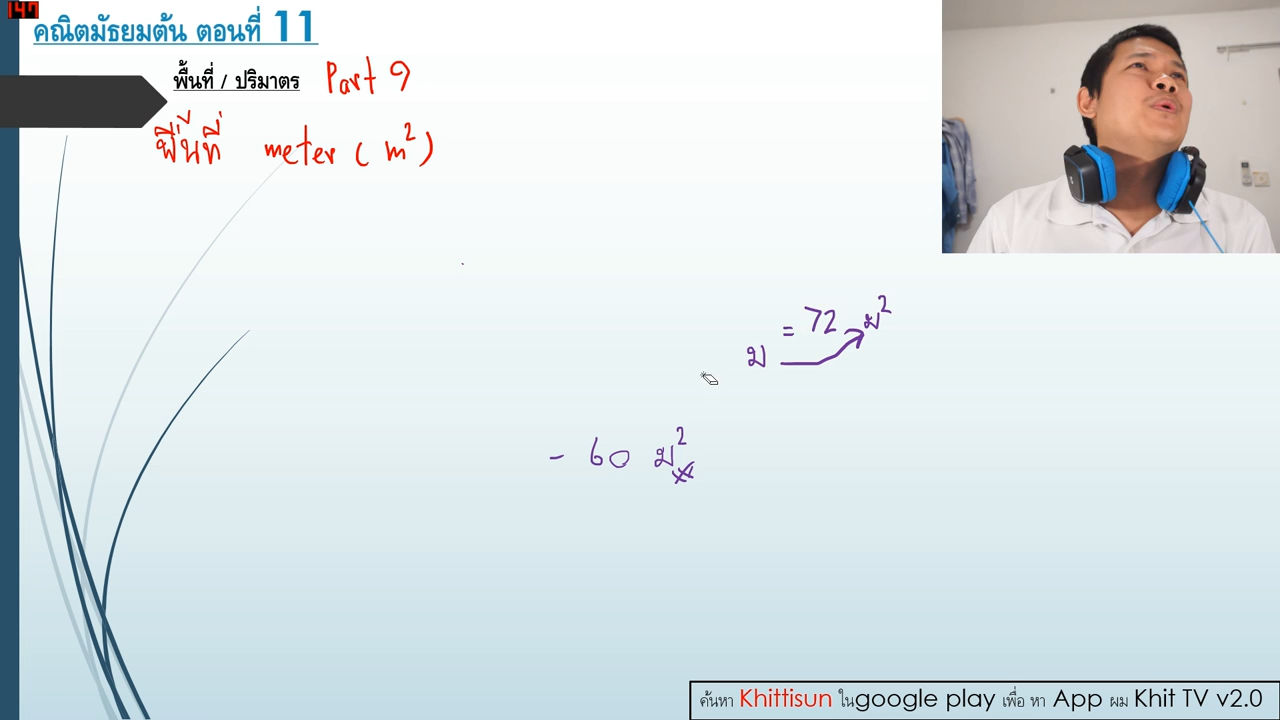 147
คณิตมัธยมต้น ตอนที่ 11
พื้นที่ / ปริมาตร Part 9
พื้นที่ meter ( m²)
= 72 ม²
ม
- 60 ม²
ค้นหา Khittisun ในgoogle play เพื่อ หา App ผม Khit TV v2.0